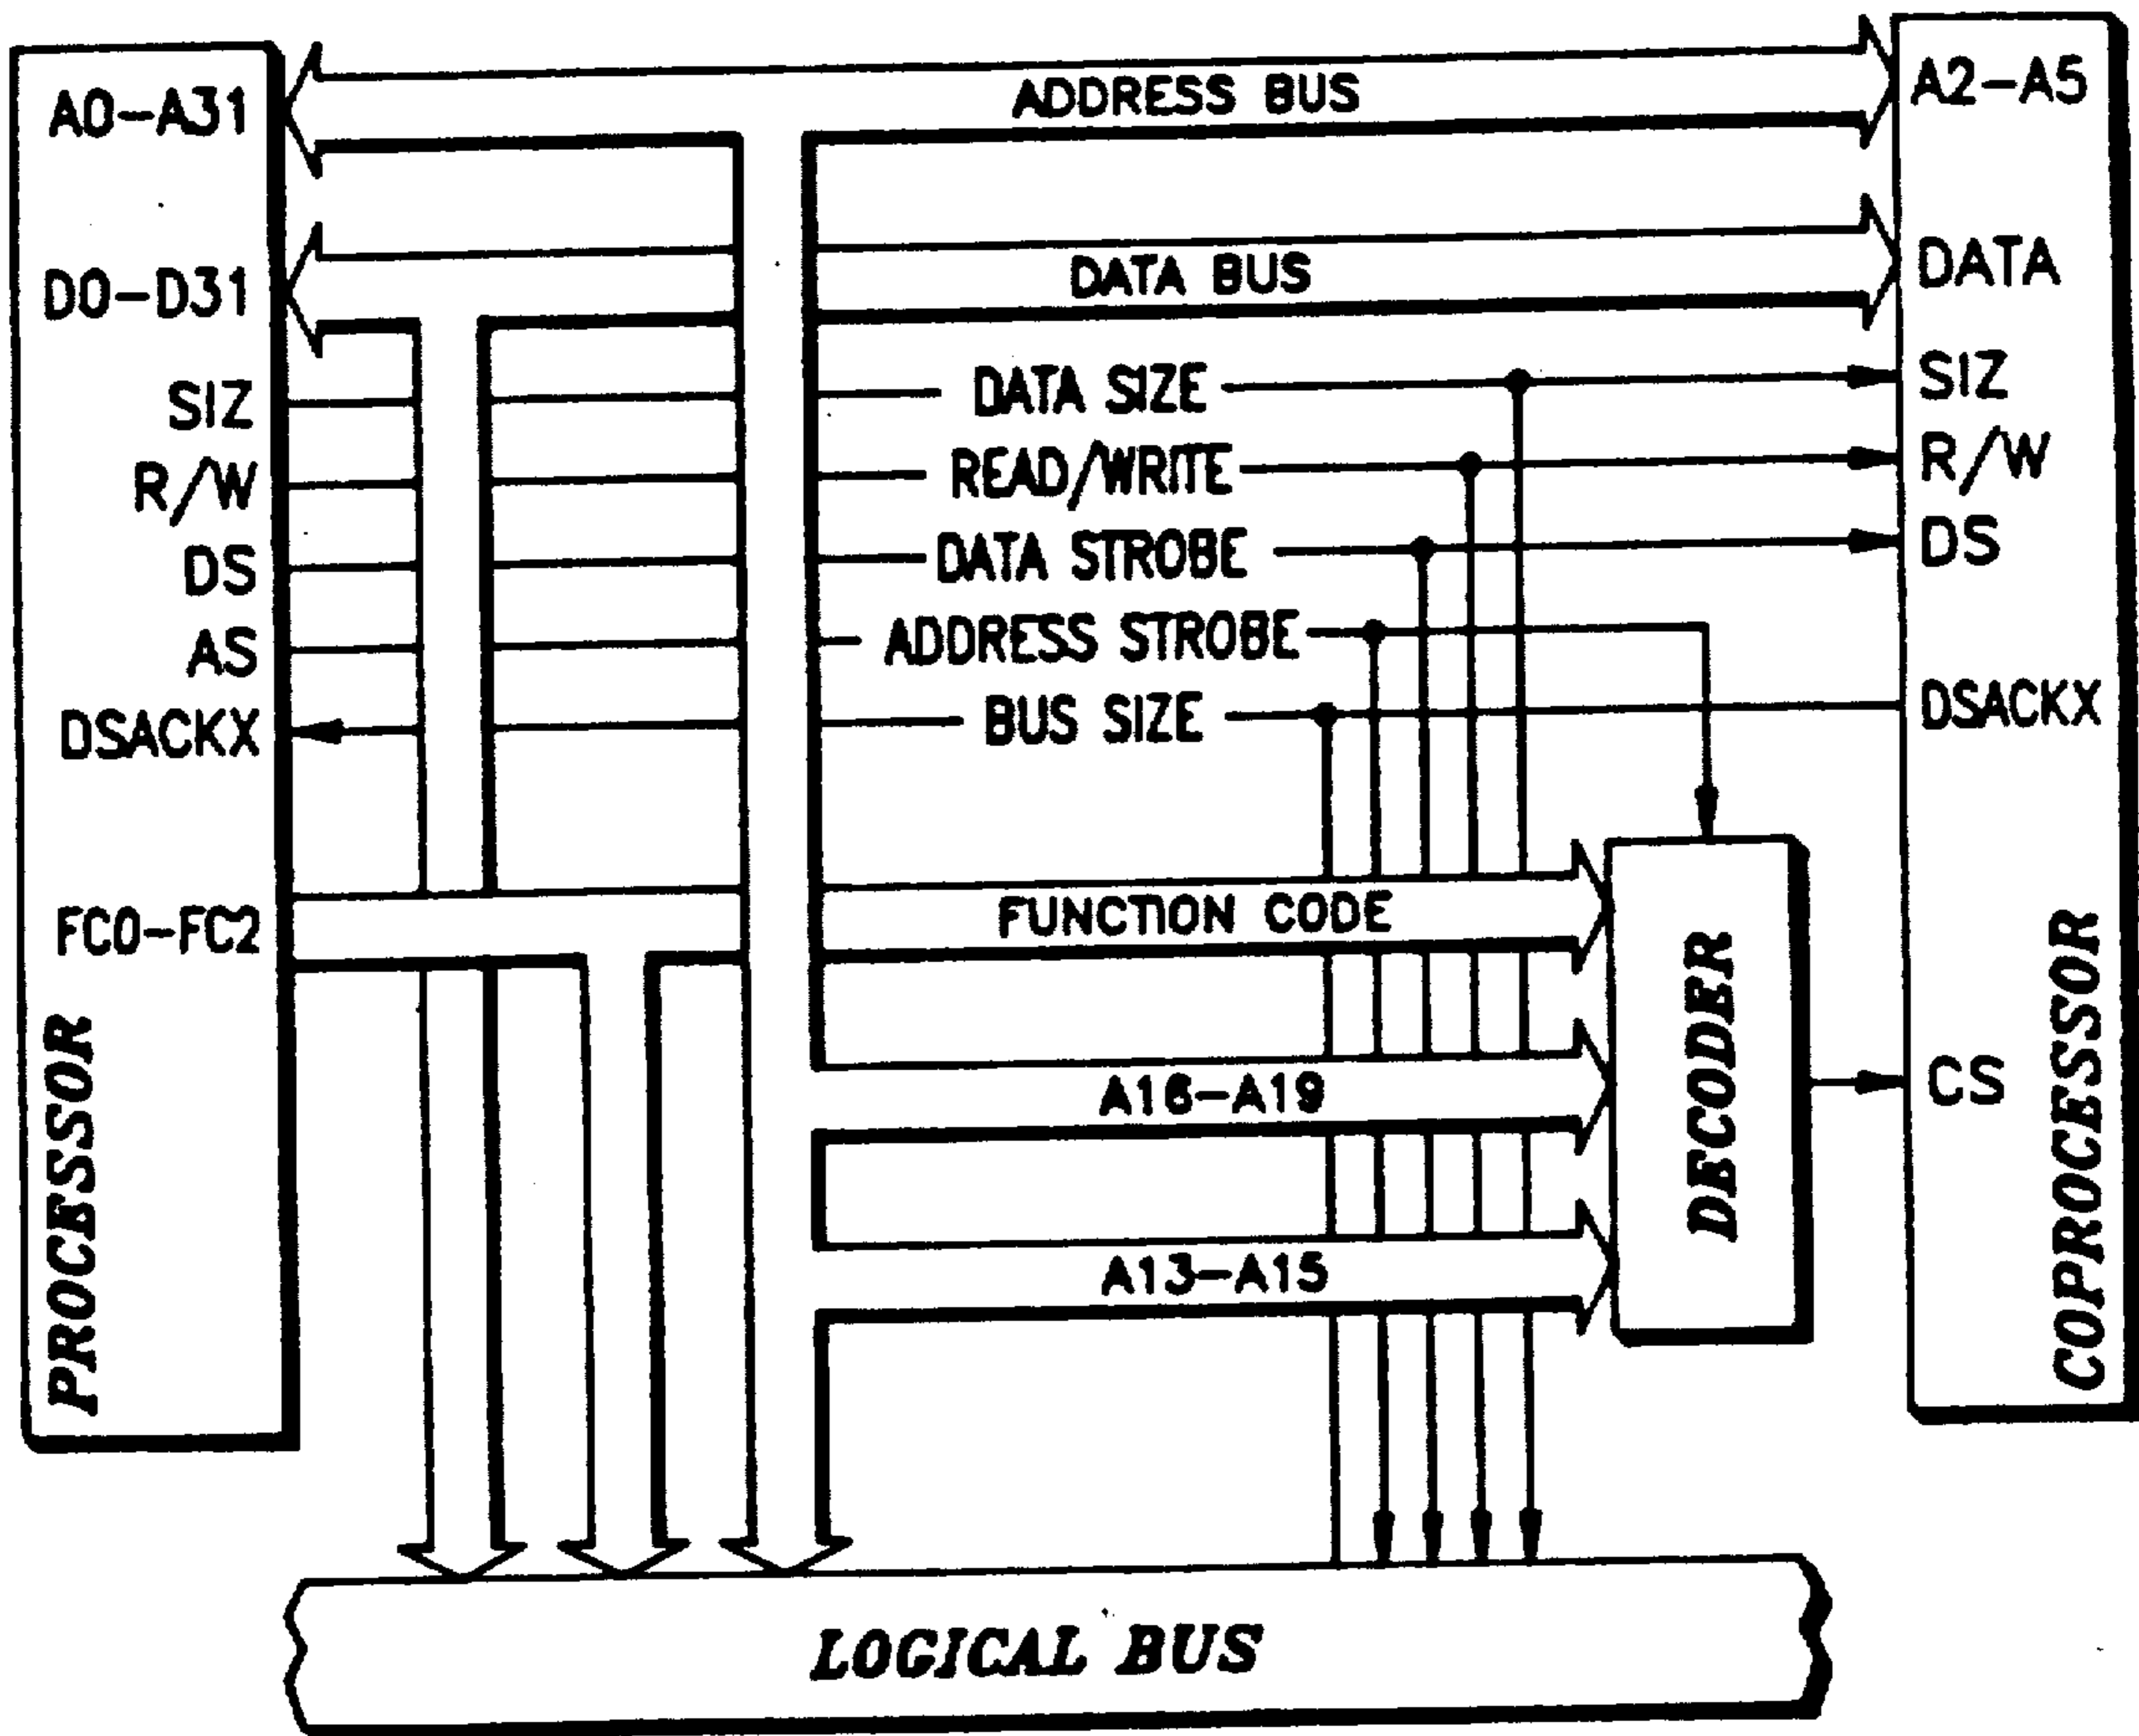 A0-A31
ADDRESS BUS
A2-A5
D0-D31
DATA BUS
DATA
SIZ
DATA SIZE
SIZ
R/W
READ/WRITE
R/W
DS
DATA STROBE
DS
AS
ADDRESS STROBE
DSACKX
BUS SIZE
DSACKX
FC0-FC2
FUNCTION CODE
A16-A19
CS
A13-A15
PROCESSOR
DECODER
COPROCESSOR
LOGICAL BUS